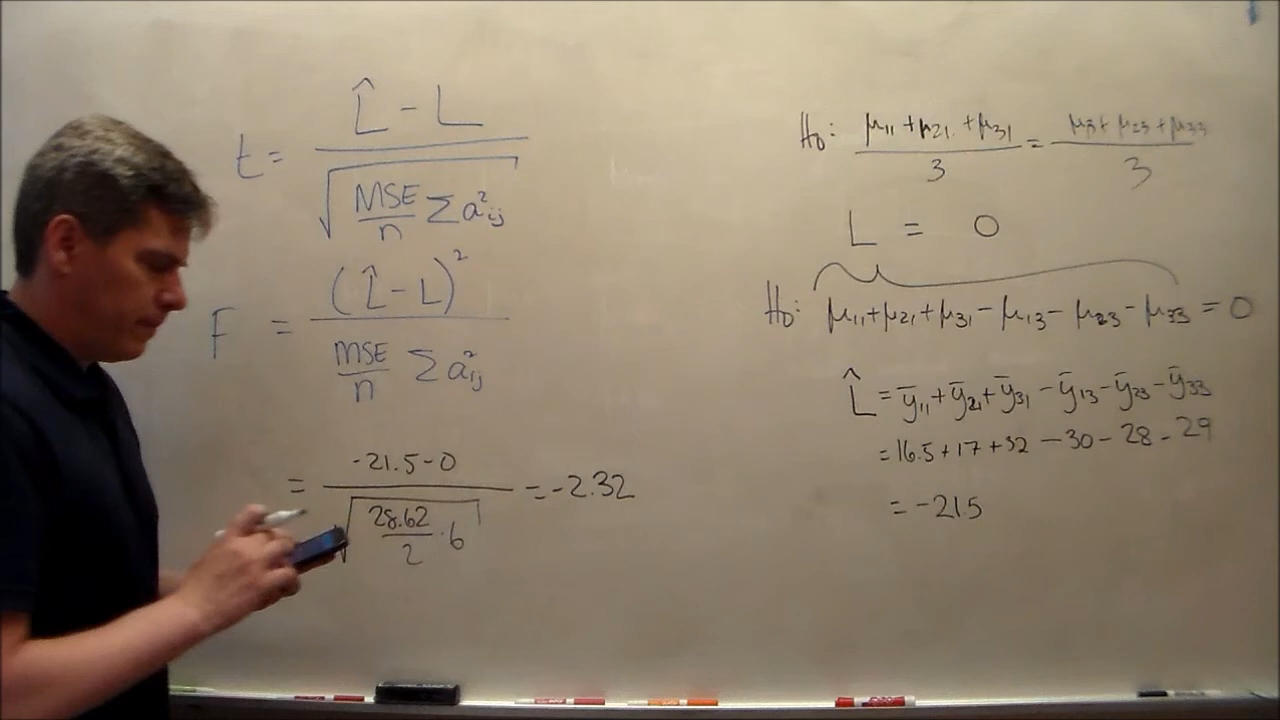 t = (L̂ - L) / √(MSE/n Σ a²ij)
F = (L̂ - L)² / (MSE/n Σ a²ij)
= (-21.5 - 0) / √(28.62/2 · 6) = -2.32
H₀: (μ11 + μ21 + μ31)/3 = (μ13 + μ23 + μ33)/3
L = 0
H₀: μ11 + μ21 + μ31 - μ13 - μ23 - μ33 = 0
L̂ = ȳ11 + ȳ21 + ȳ31 - ȳ13 - ȳ23 - ȳ33
= 16.5 + 17 + 32 - 30 - 28 - 29
= -21.5